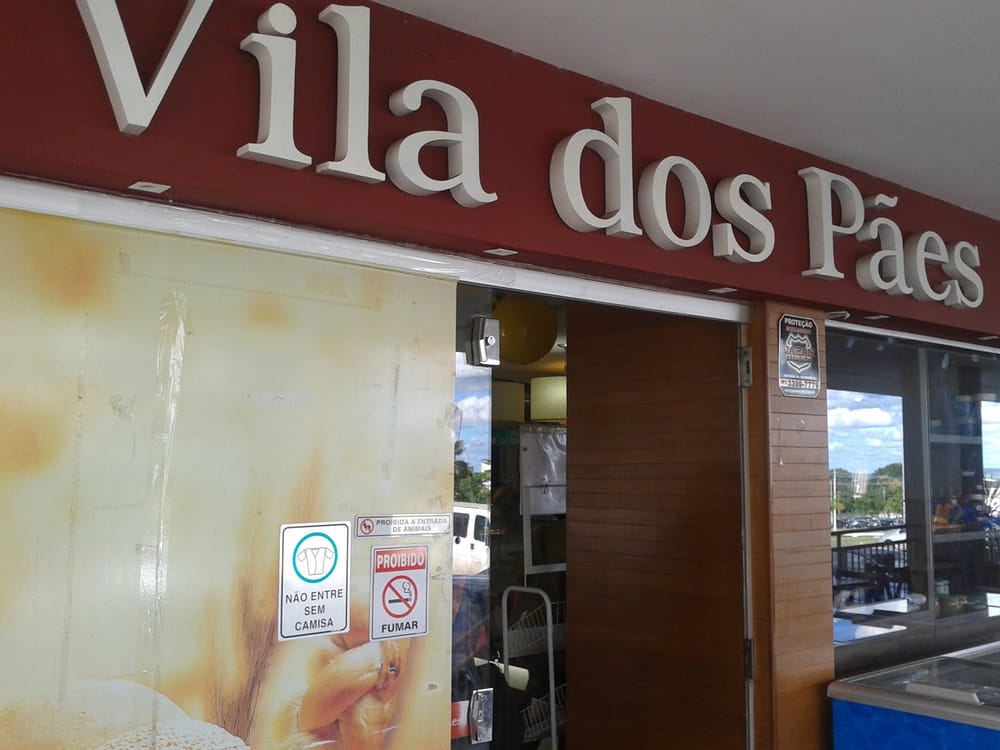 Vila dos Pães
PROIBIDA A ENTRADA
DE ANIMAIS
NÃO ENTRE
SEM
CAMISA
PROIBIDO
FUMAR
PROTEÇÃO